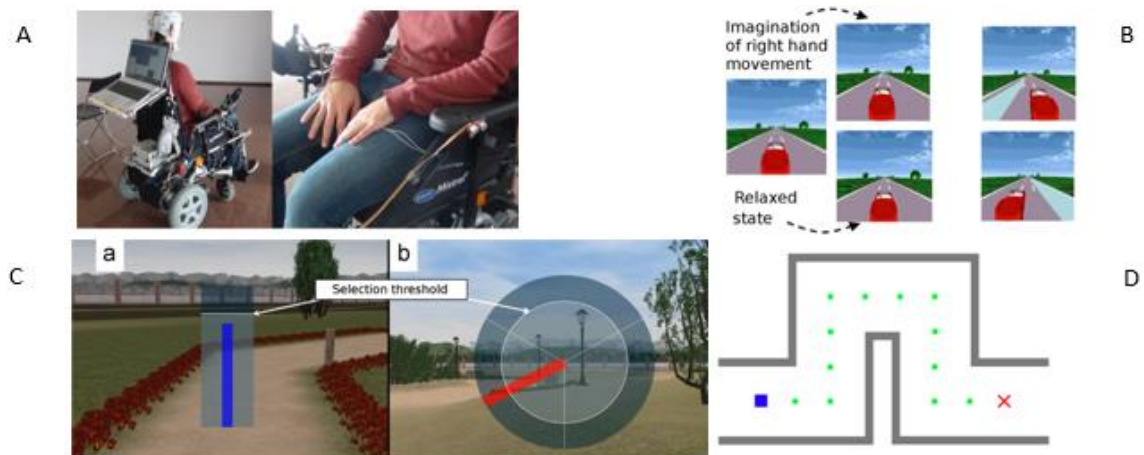 A
B
Imagination
of right hand
movement
Relaxed
state
C
a
b
Selection threshold
D